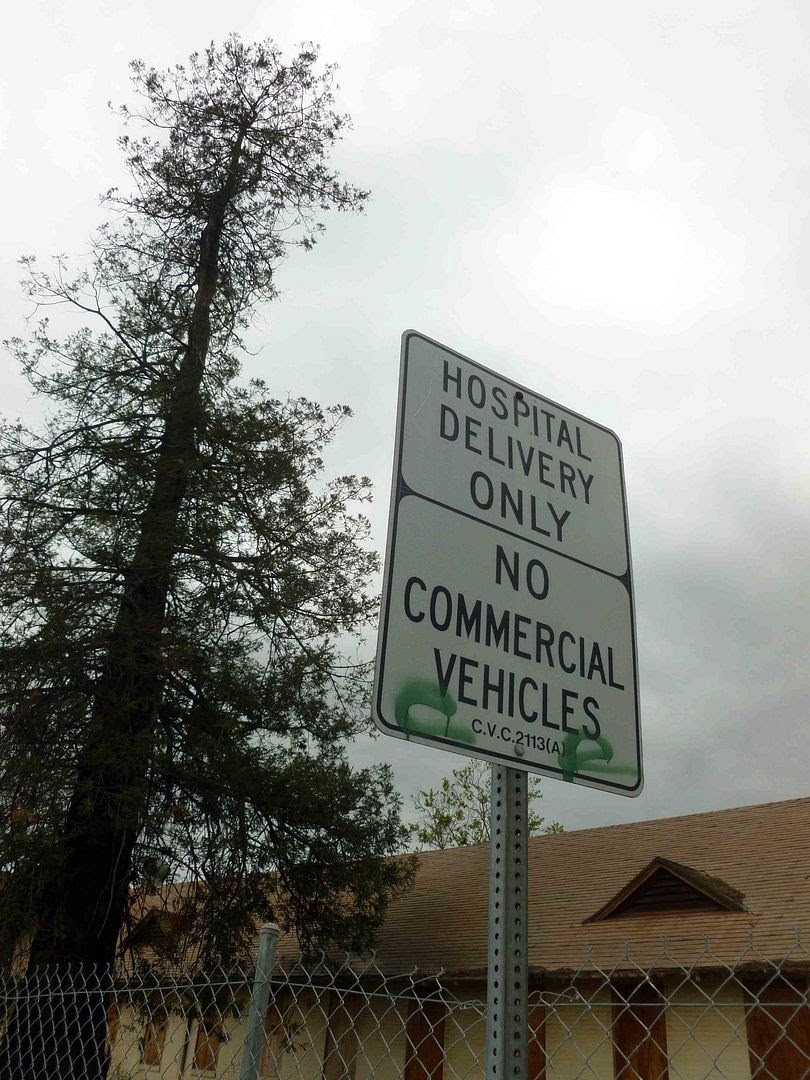 HOSPITAL
DELIVERY
ONLY
NO
COMMERCIAL
VEHICLES
C.V.C.2113(A)